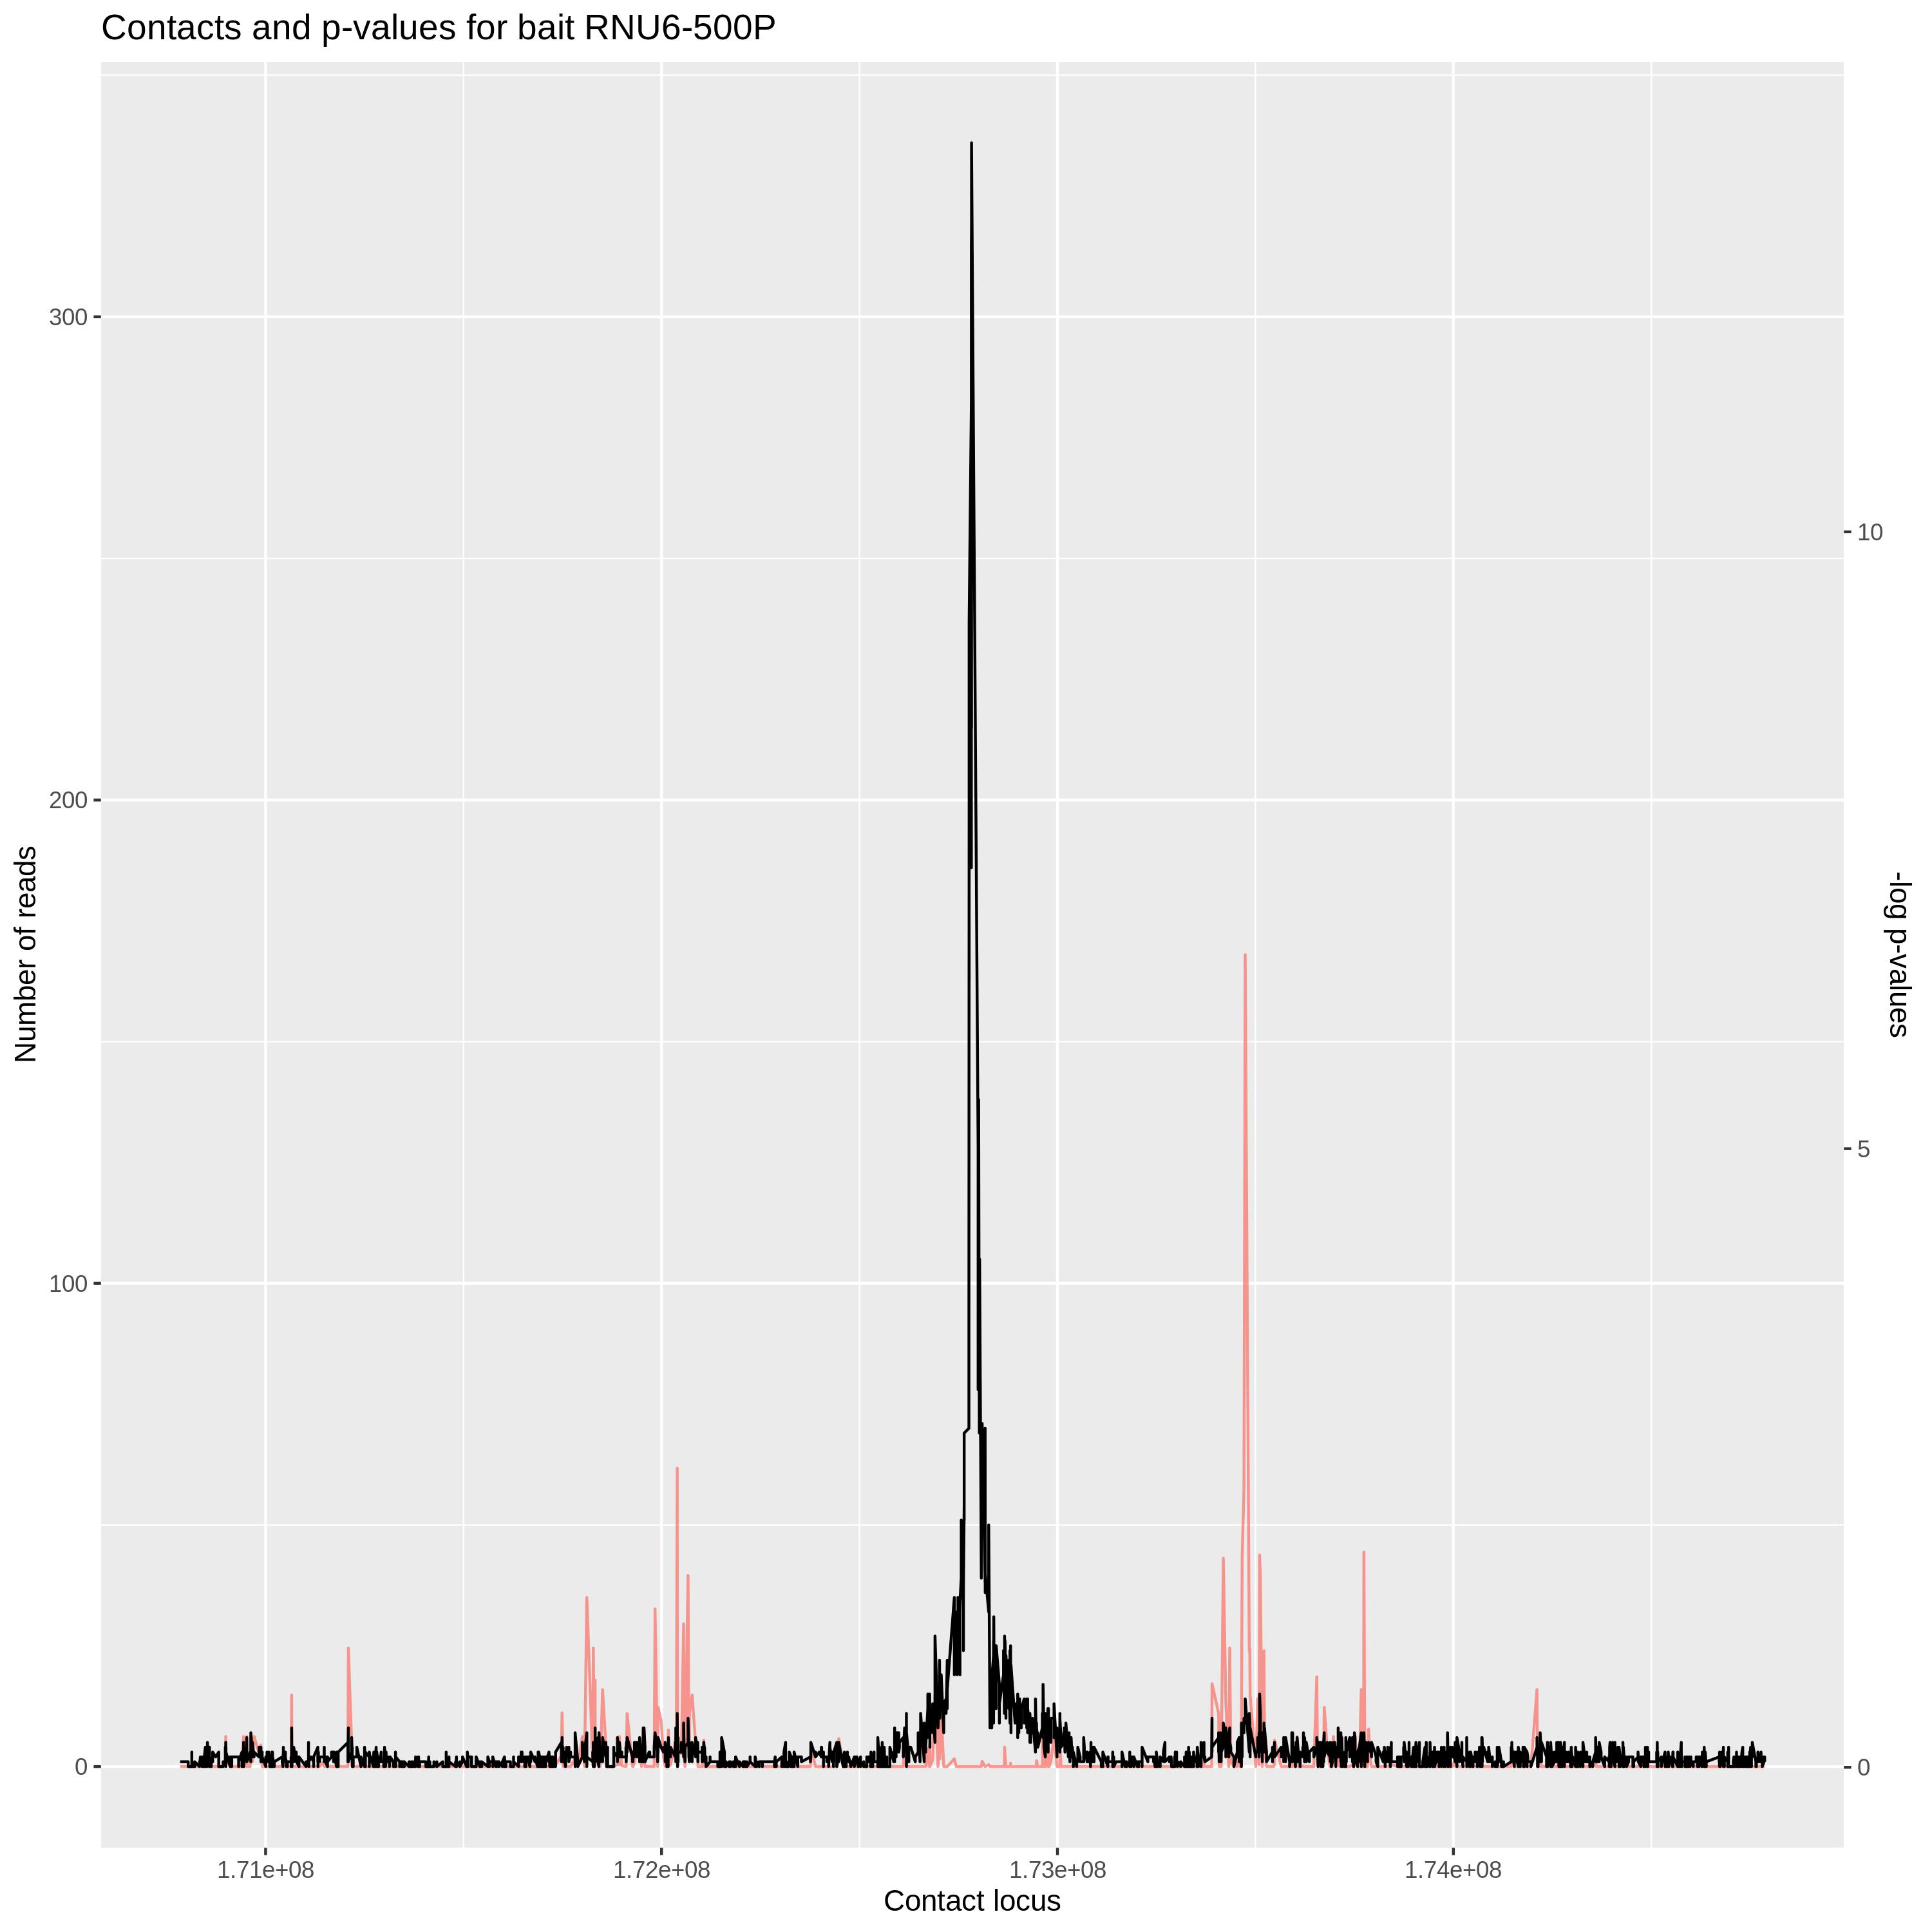 Contacts and p-values for bait RNU6-500P
300
200
100
0
Number of reads
10
5
0
-log p-values
1.71e+08 1.72e+08 1.73e+08 1.74e+08
Contact locus